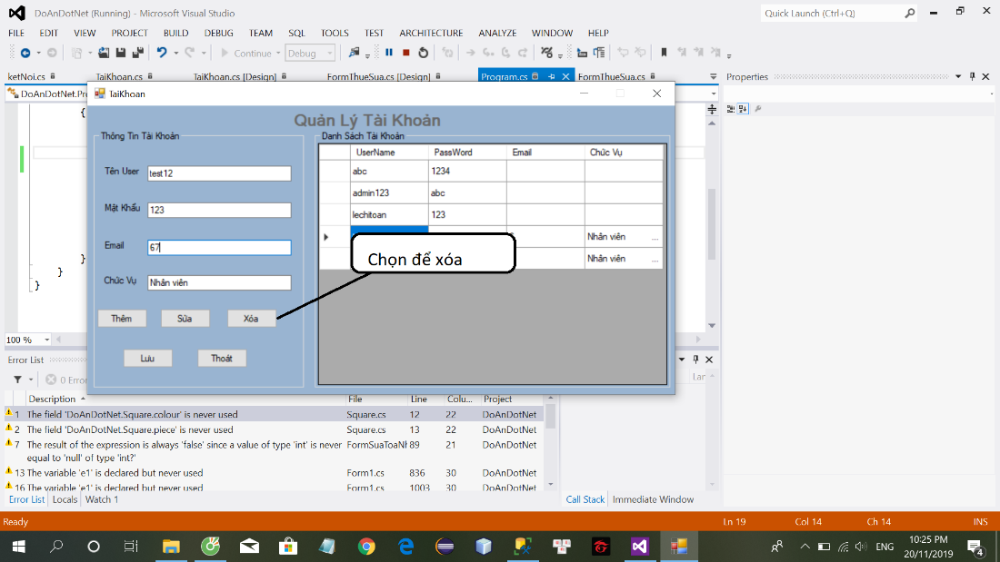 DoAnDotNet (Running) - Microsoft Visual Studio
Quick Launch (Ctrl+Q)
FILE EDIT VIEW PROJECT BUILD DEBUG TEAM SQL TOOLS TEST ARCHITECTURE ANALYZE WINDOW HELP
Continue Debug
ketNoi.cs TaiKhoan.cs TaiKhoan.cs [Design] FormThueSua.cs [Design] Program.cs FormThueSua.cs
Properties
DoAnDotNet.Pr
TaiKhoan
{
Quản Lý Tài Khoản
Thông Tin Tài Khoản
Danh Sách Tài Khoản
UserName PassWord Email Chức Vụ
Tên User test12
abc 1234
admin123 abc
Mật Khẩu 123
lechitoan 123
Nhân viên ...
Email 67
Chọn để xóa
Nhân viên ...
}
}
}
Chức Vụ Nhân viên
Thêm Sửa Xóa
100 %
Lưu Thoát
Error List
0 Error
Description File Line Colu... Project
1 The field 'DoAnDotNet.Square.colour' is never used Square.cs 12 22 DoAnDotNet
2 The field 'DoAnDotNet.Square.piece' is never used Square.cs 13 22 DoAnDotNet
7 The result of the expression is always 'false' since a value of type 'int' is never FormSuaToaNh 89 21 DoAnDotNet
equal to 'null' of type 'int?'
13 The variable 'e1' is declared but never used Form1.cs 836 30 DoAnDotNet
16 The variable 'e1' is declared but never used Form1.cs 1003 30 DoAnDotNet
Error List Locals Watch 1
Call Stack Immediate Window
Ready Ln 19 Col 14 Ch 14 INS
ENG
10:25 PM
20/11/2019
4